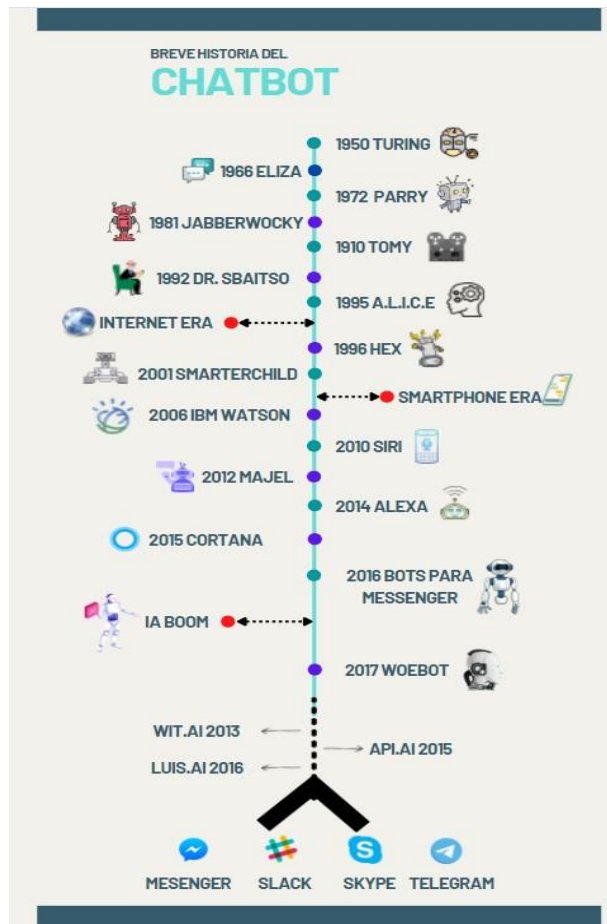 BREVE HISTORIA DEL
CHATBOT
1950 TURING
1966 ELIZA
1972 PARRY
1981 JABBERWOCKY
1910 TOMY
1992 DR. SBAITSO
1995 A.L.I.C.E
INTERNET ERA
1996 HEX
2001 SMARTERCHILD
SMARTPHONE ERA
2006 IBM WATSON
2010 SIRI
2012 MAJEL
2014 ALEXA
2015 CORTANA
2016 BOTS PARA
MESSENGER
IA BOOM
2017 WOEBOT
WIT.AI 2013
API.AI 2015
LUIS.AI 2016
MESENGER SLACK SKYPE TELEGRAM